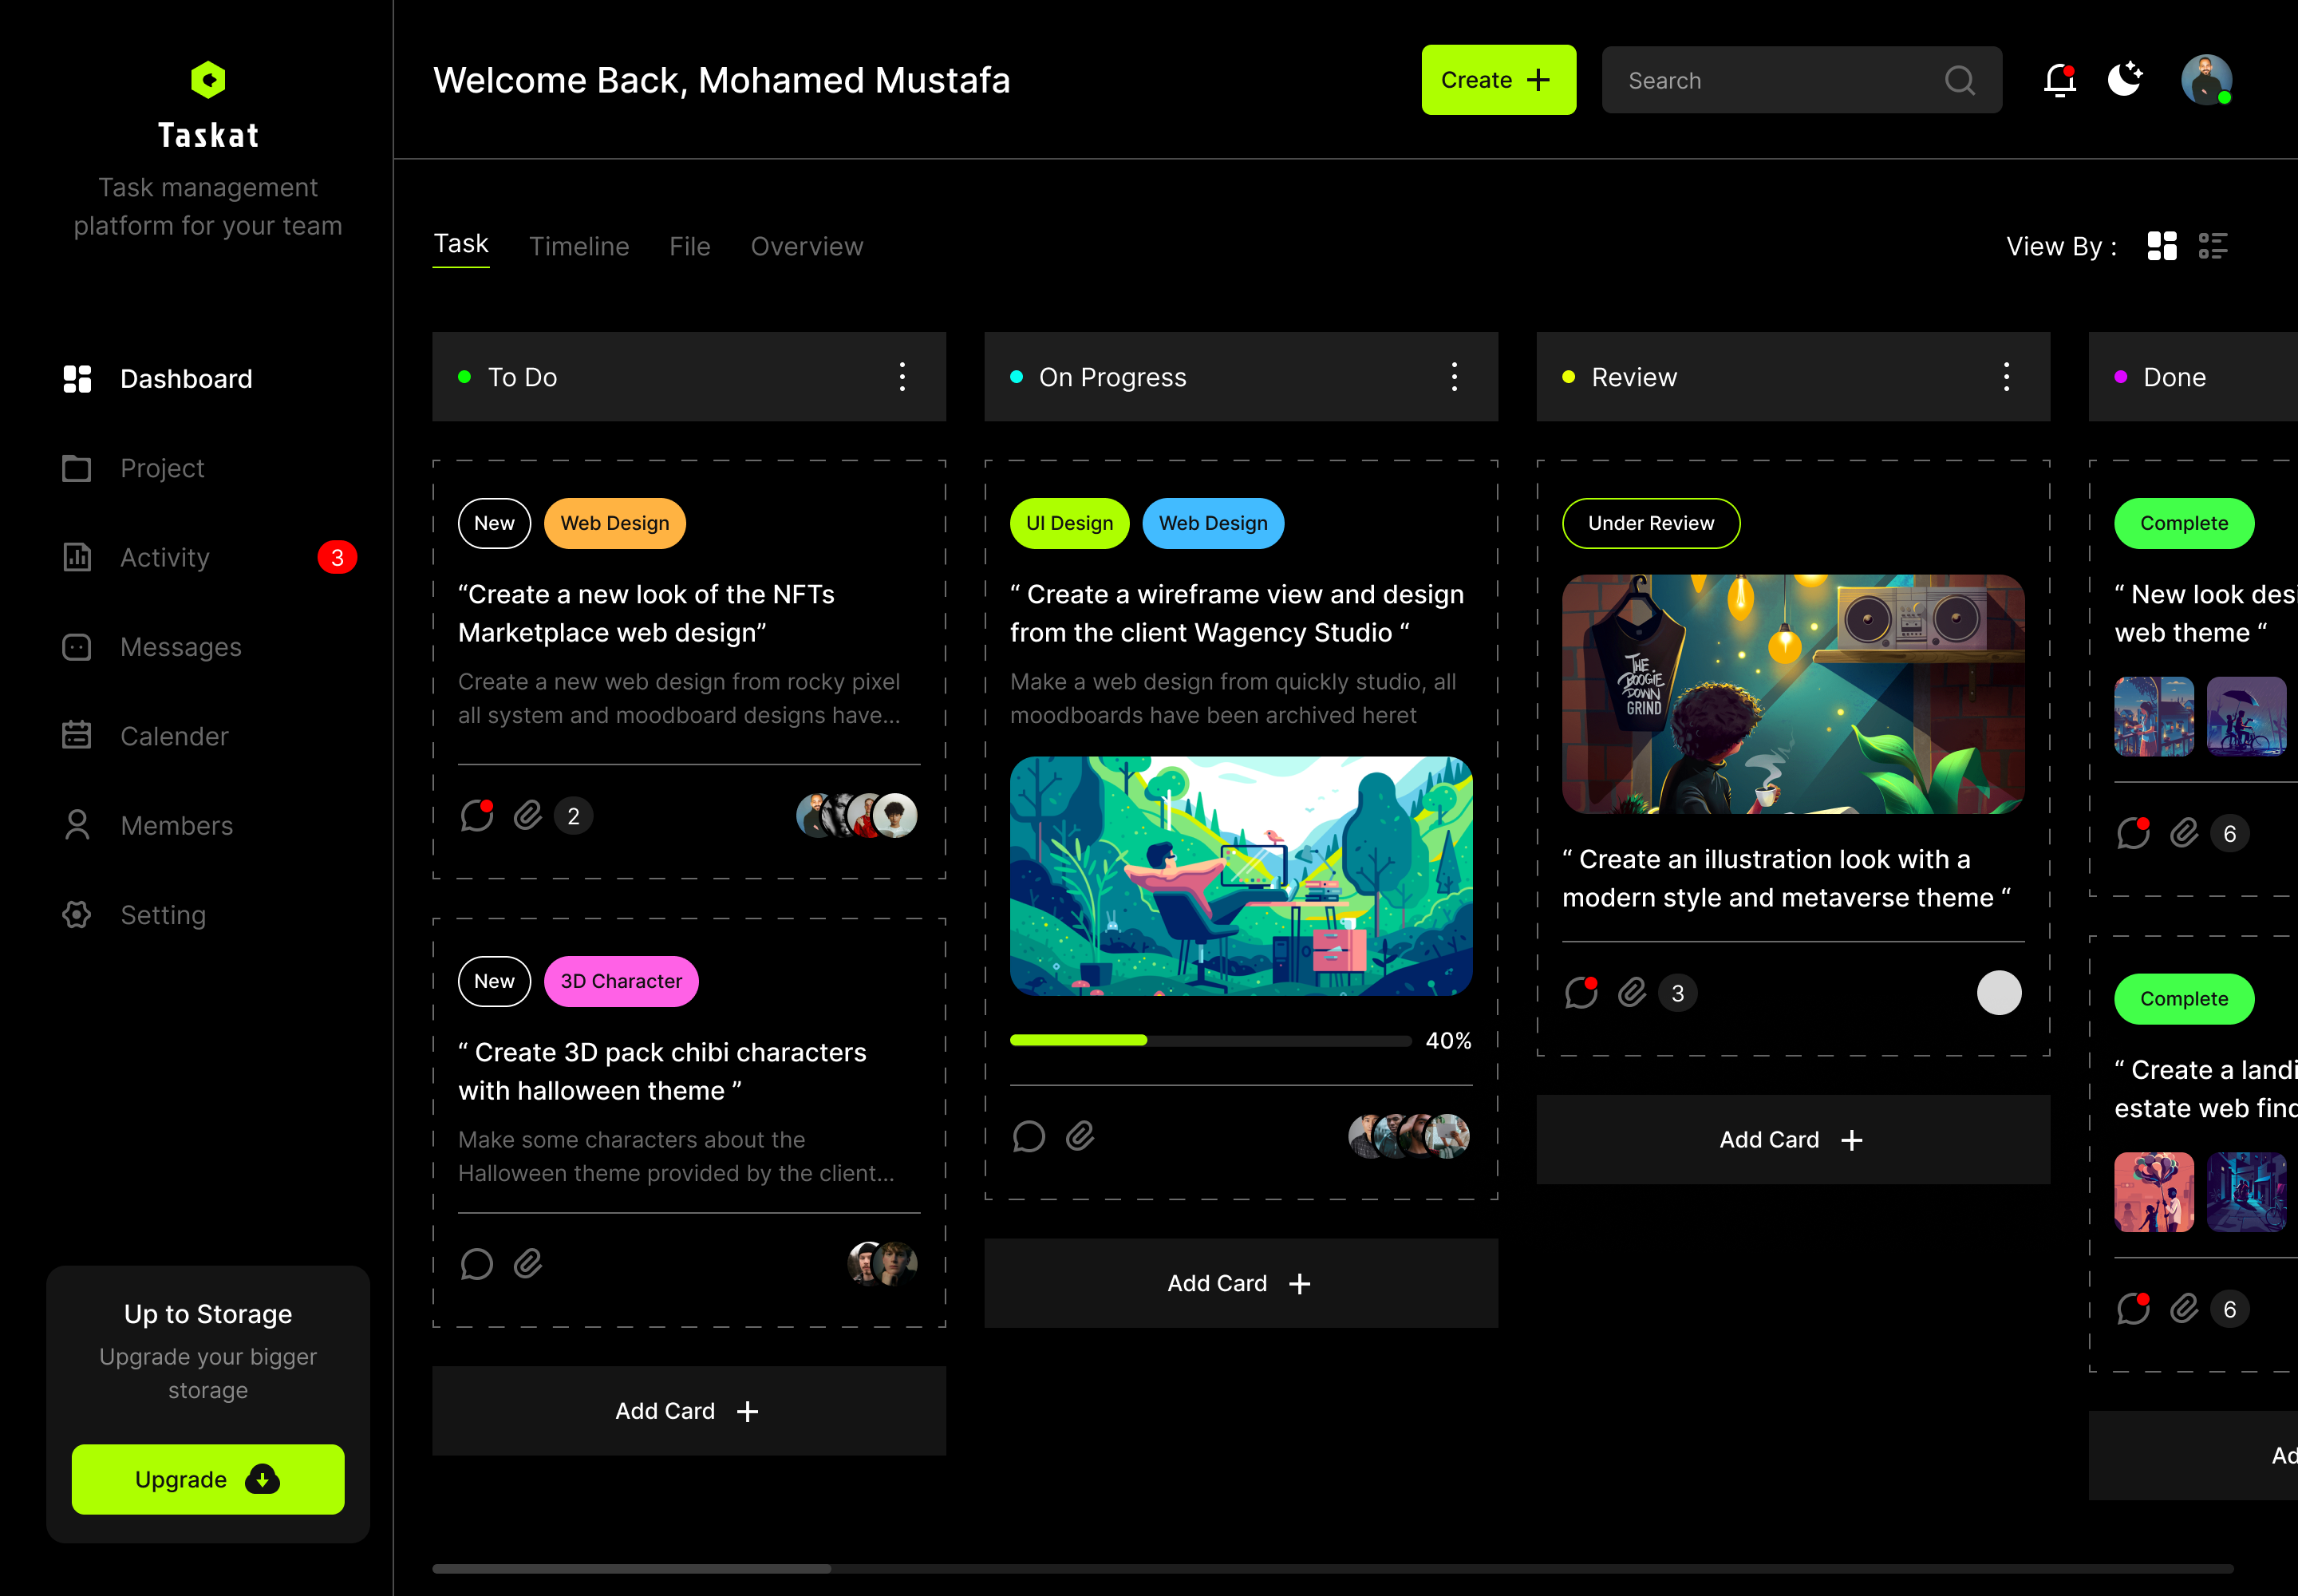 Taskat
Task management
platform for your team
Dashboard
Project
Activity
3
Messages
Calender
Members
Setting
Up to Storage
Upgrade your bigger
storage
Upgrade
Welcome Back, Mohamed Mustafa
Create
Search
Task
Timeline
File
Overview
View By :
To Do
New
Web Design
“Create a new look of the NFTs
Marketplace web design”
Create a new web design from rocky pixel
all system and moodboard designs have...
2
New
3D Character
“ Create 3D pack chibi characters
with halloween theme ”
Make some characters about the
Halloween theme provided by the client...
Add Card
On Progress
UI Design
Web Design
“ Create a wireframe view and design
from the client Wagency Studio “
Make a web design from quickly studio, all
moodboards have been archived heret
40%
Add Card
Review
Under Review
THE
BOOGIE
DOWN
GRIND
“ Create an illustration look with a
modern style and metaverse theme “
3
Add Card
Done
Complete
“ New look desi
web theme “
6
Complete
“ Create a landi
estate web find
6
Ad